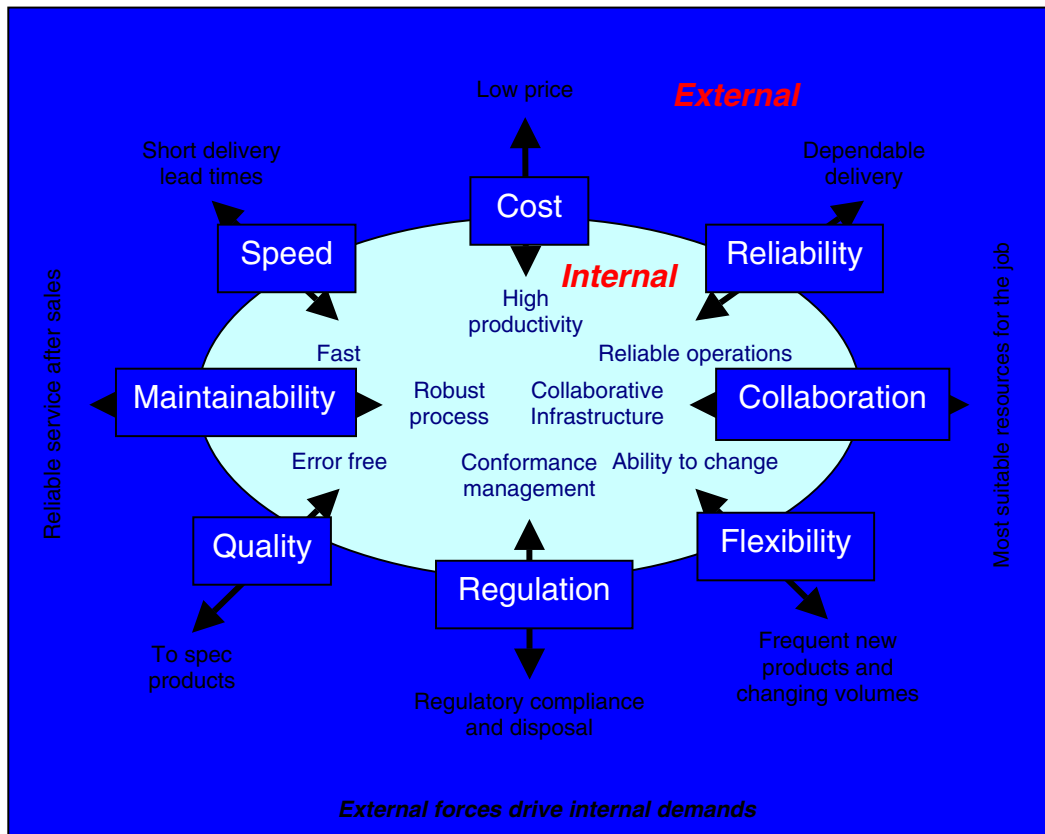 External
Low price
Short delivery
lead times
Dependable
delivery
Cost
Speed
Reliability
Internal
High
productivity
Fast
Reliable operations
Reliable service after sales
Maintainability
Robust
process
Collaborative
Infrastructure
Collaboration
Most suitable resources for the job
Error free
Conformance
management
Ability to change
Quality
Flexibility
Regulation
To spec
products
Regulatory compliance
and disposal
Frequent new
products and
changing volumes
External forces drive internal demands